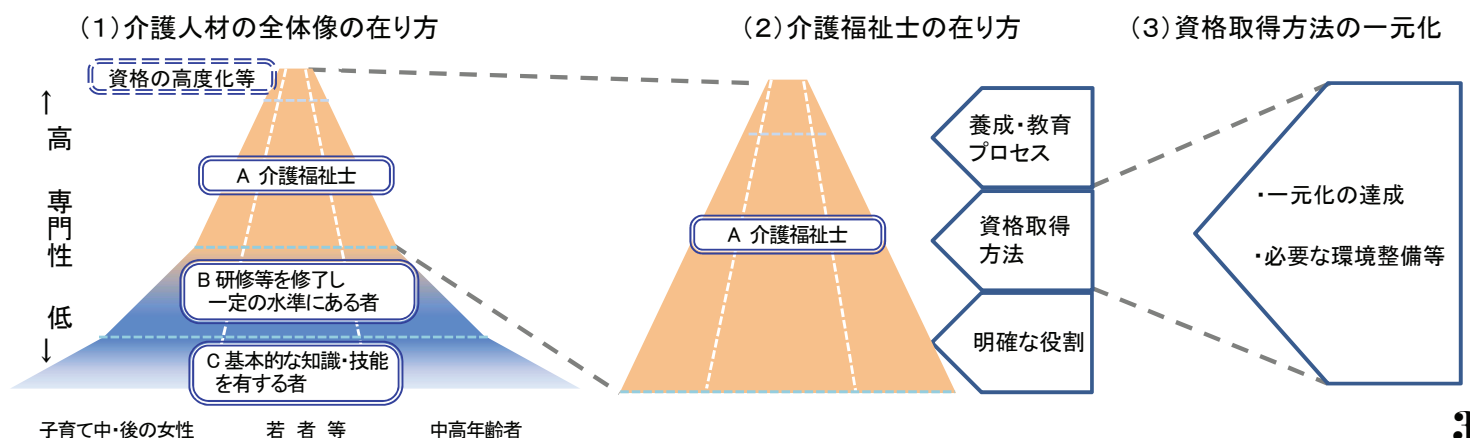 (1)介護人材の全体像の在り方
(2)介護福祉士の在り方
(3)資格取得方法の一元化
資格の高度化等
↑
高
専
門
性
低
↓
A 介護福祉士
B 研修等を修了し
一定の水準にある者
C 基本的な知識・技能
を有する者
子育て中・後の女性
若 者 等
中高年齢者
A 介護福祉士
養成・教育
プロセス
資格取得
方法
明確な役割
・一元化の達成
・必要な環境整備等
3